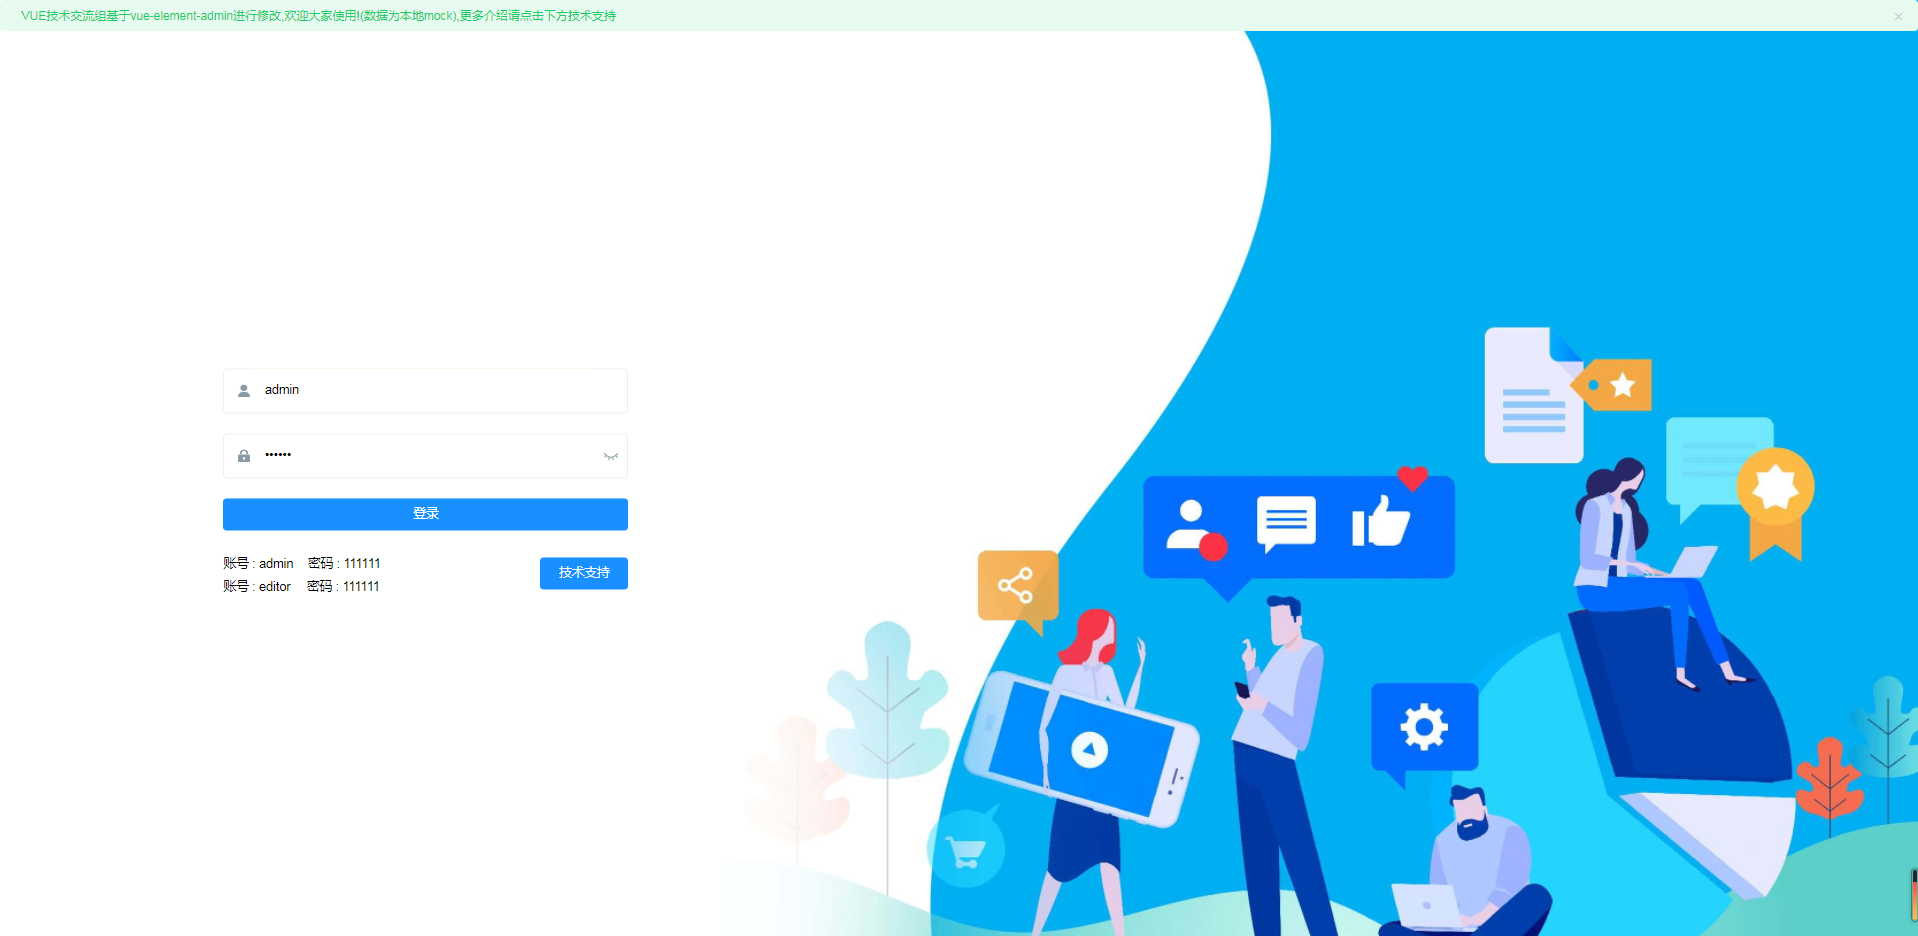 VUE技术交流组基于vue-element-admin进行修改,欢迎大家使用!(数据为本地mock),更多介绍请点击下方技术支持
admin
••••••
登录
账号 : admin 密码 : 111111
技术支持
账号 : editor 密码 : 111111